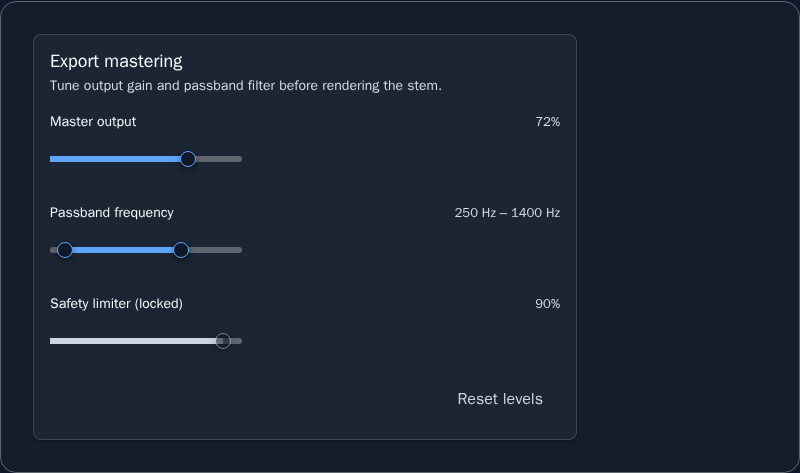 Export mastering
Tune output gain and passband filter before rendering the stem.
Master output 72%
Passband frequency 250 Hz – 1400 Hz
Safety limiter (locked) 90%
Reset levels